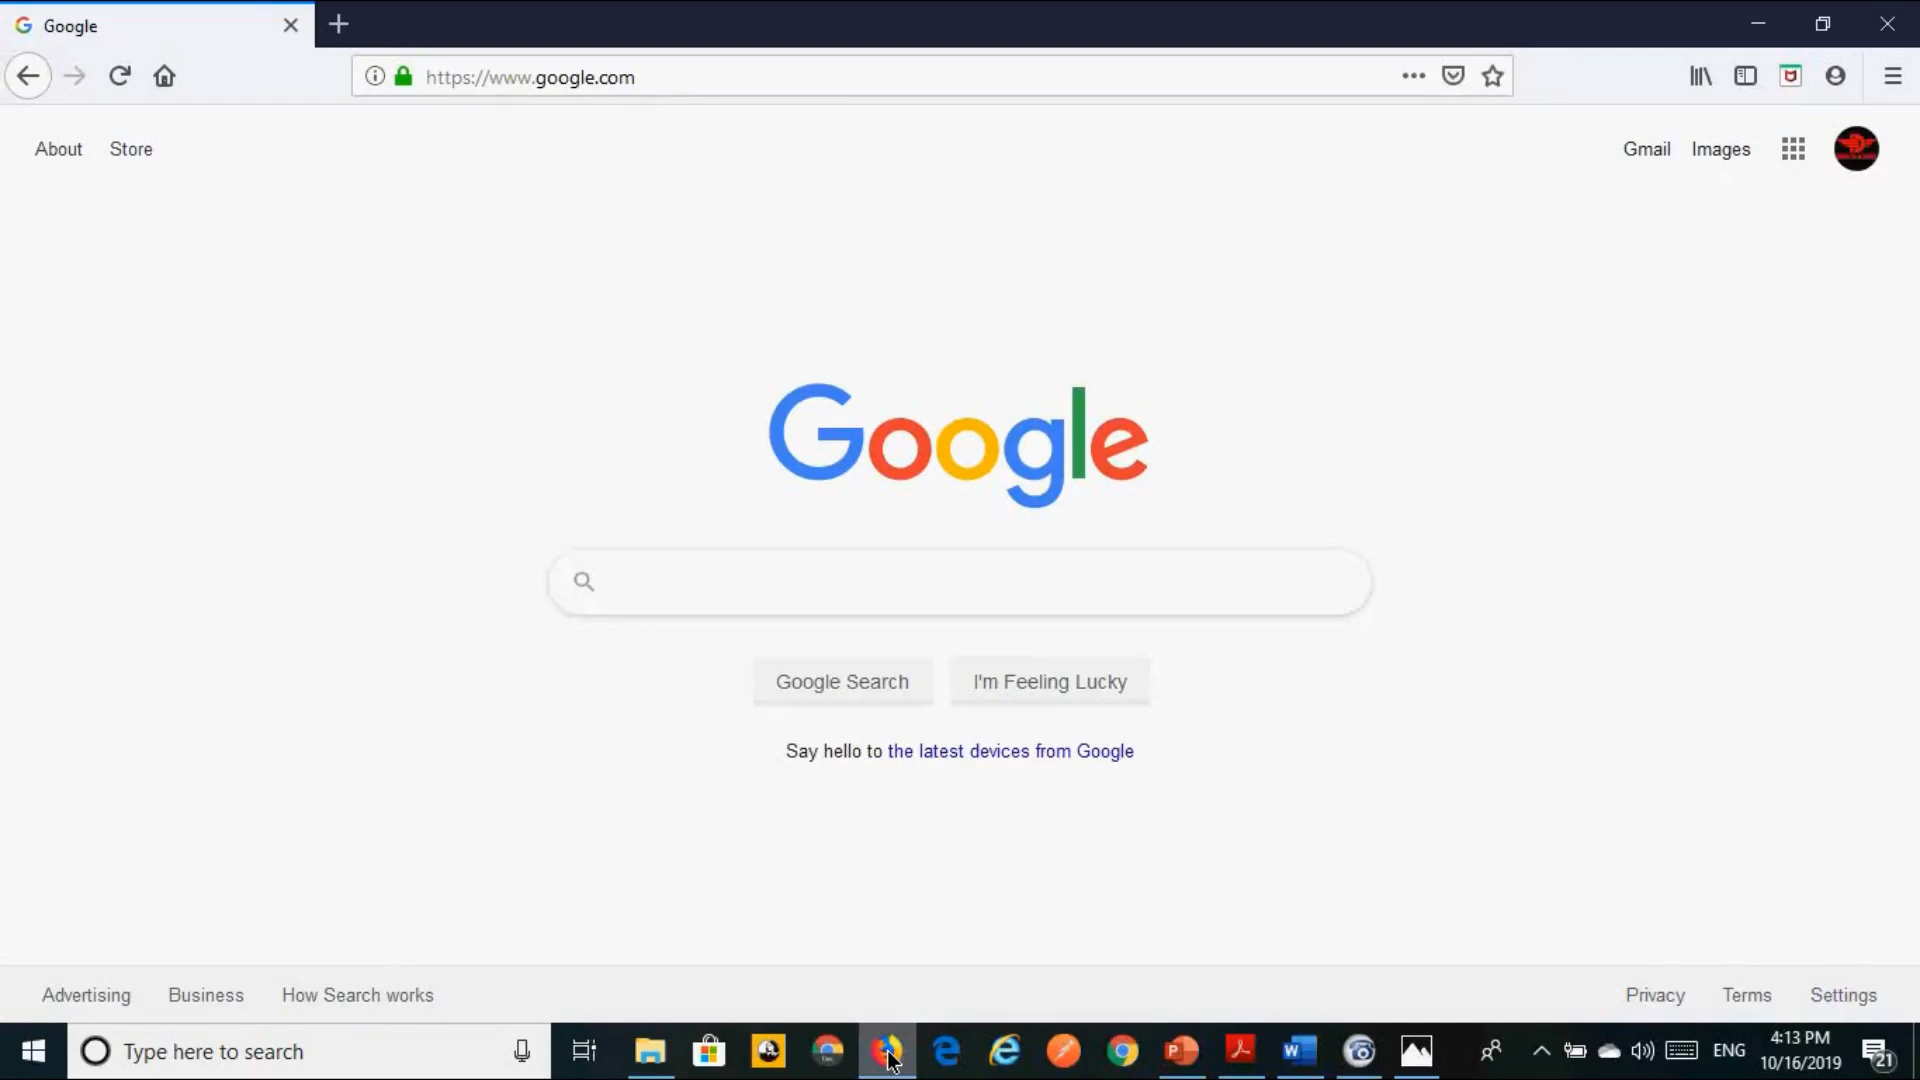 Google
https://www.google.com
About Store
Gmail Images
Google
Google Search I'm Feeling Lucky
Say hello to the latest devices from Google
Advertising Business How Search works
Privacy Terms Settings
Type here to search
ENG
4:13 PM
10/16/2019
21